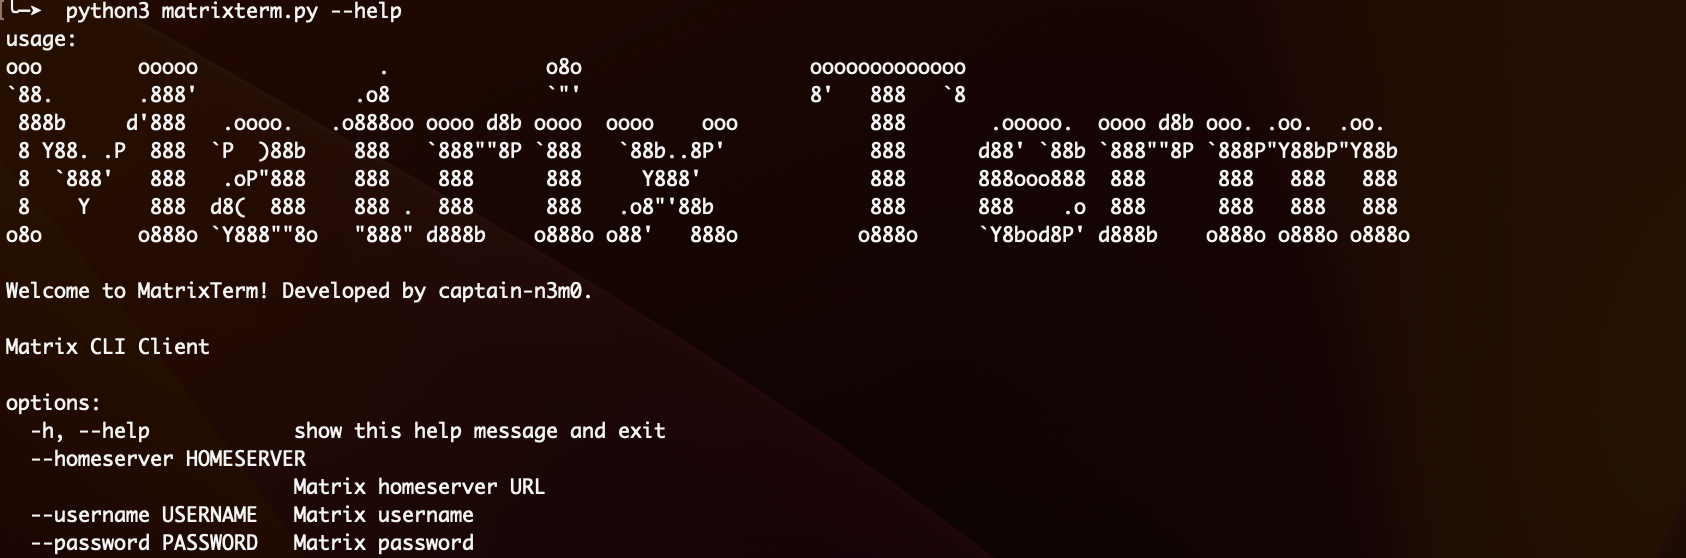 ╰─➤  python3 matrixterm.py --help
usage:
ooo        ooooo               .             o8o                   ooooooooooooo
`88.       .888'             .o8             `"'                   8'   888   `8
 888b     d'888   .oooo.   .o888oo oooo d8b oooo  oooo    ooo           888       .ooooo.  oooo d8b ooo. .oo.  .oo.
 8 Y88. .P  888  `P  )88b    888   `888""8P `888   `88b..8P'            888      d88' `88b `888""8P `888P"Y88bP"Y88b
 8  `888'   888   .oP"888    888    888      888     Y888'              888      888ooo888  888      888   888   888
 8    Y     888  d8(  888    888 .  888      888   .o8"'88b             888      888    .o  888      888   888   888
o8o        o888o `Y888""8o   "888" d888b    o888o o88'   888o          o888o     `Y8bod8P' d888b    o888o o888o o888o
Welcome to MatrixTerm! Developed by captain-n3m0.
Matrix CLI Client
options:
  -h, --help            show this help message and exit
  --homeserver HOMESERVER
                        Matrix homeserver URL
  --username USERNAME   Matrix username
  --password PASSWORD   Matrix password